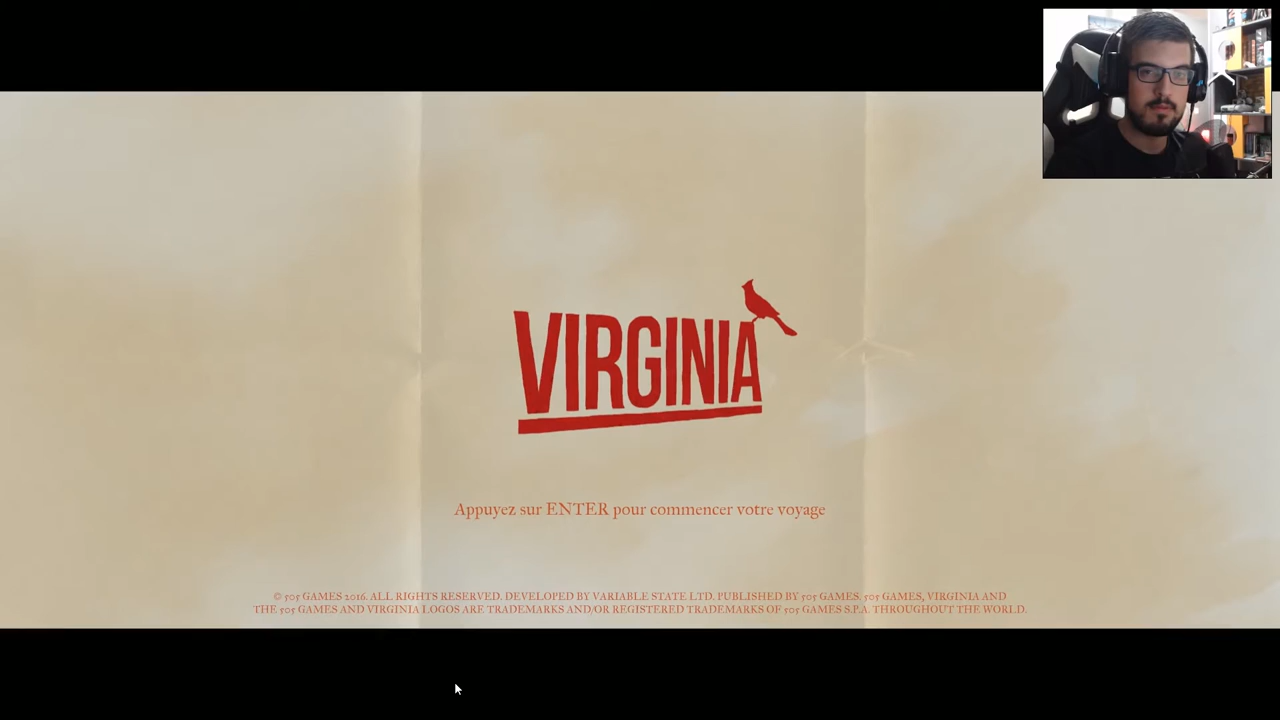 VIRGINIA
Appuyez sur ENTER pour commencer votre voyage
© 505 GAMES 2016. ALL RIGHTS RESERVED. DEVELOPED BY VARIABLE STATE LTD. PUBLISHED BY 505 GAMES. 505 GAMES, VIRGINIA AND
THE 505 GAMES AND VIRGINIA LOGOS ARE TRADEMARKS AND/OR REGISTERED TRADEMARKS OF 505 GAMES S.P.A. THROUGHOUT THE WORLD.